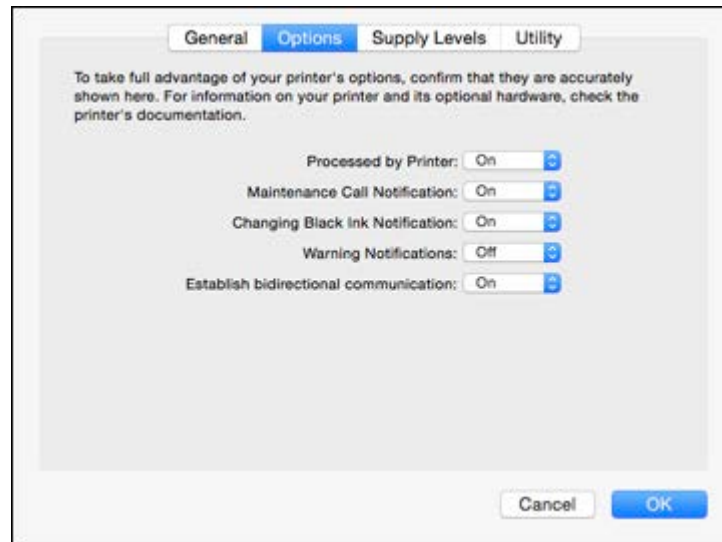 General Options Supply Levels Utility
To take full advantage of your printer's options, confirm that they are accurately
shown here. For information on your printer and its optional hardware, check the
printer's documentation.
Processed by Printer: On
Maintenance Call Notification: On
Changing Black Ink Notification: On
Warning Notifications: Off
Establish bidirectional communication: On
Cancel OK